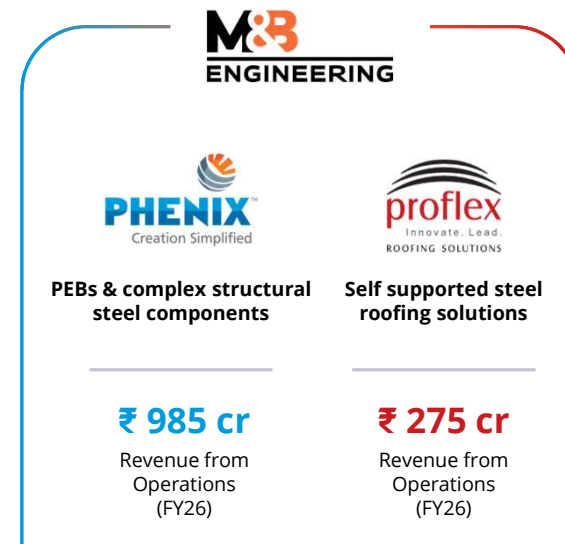 M&B
ENGINEERING
PHENIX™
Creation Simplified
PEBs & complex structural
steel components
₹ 985 cr
Revenue from
Operations
(FY26)
proflex
Innovate. Lead.
ROOFING SOLUTIONS
Self supported steel
roofing solutions
₹ 275 cr
Revenue from
Operations
(FY26)